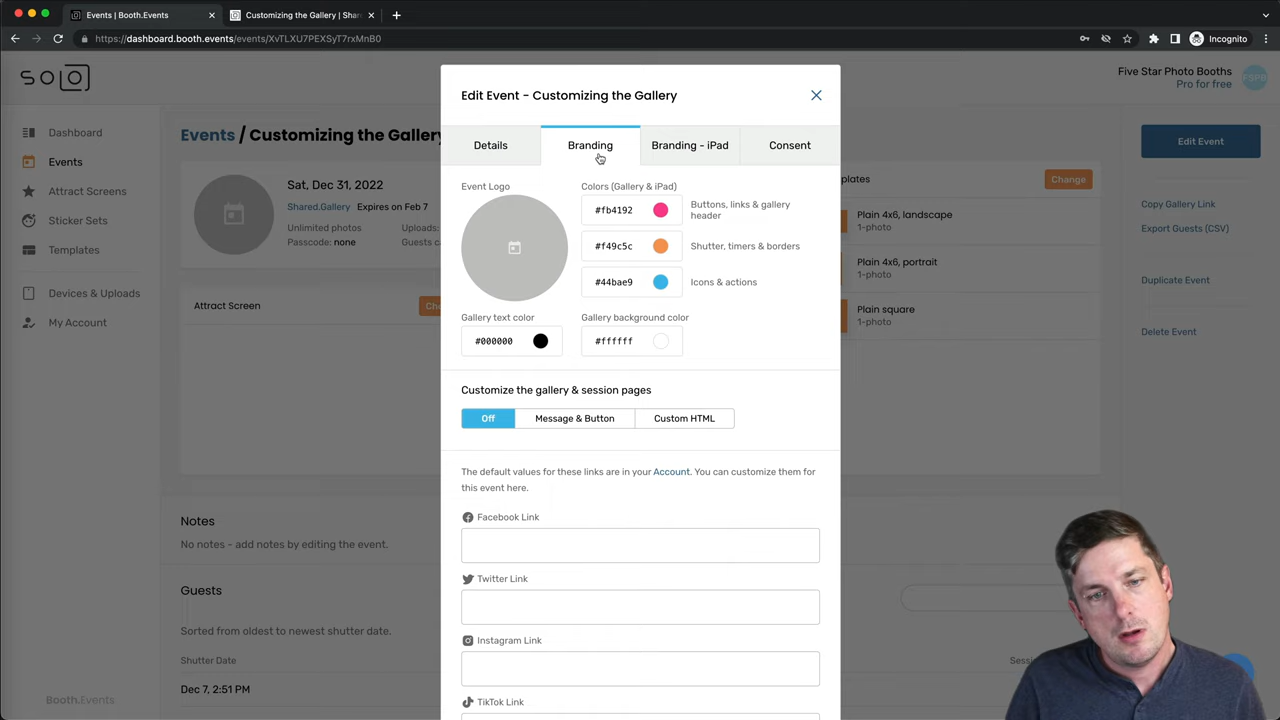 Events | Booth.Events
Customizing the Gallery | Shar
https://dashboard.booth.events/events/XvTLXU7PEXSyT7rxMnB0
Incognito
SOLO
Five Star Photo Booths
Pro for free
FSPB
Dashboard
Events
Attract Screens
Sticker Sets
Templates
Devices & Uploads
My Account
Booth.Events
Events / Customizing the Gallery
Sat, Dec 31, 2022
Shared.Gallery Expires on Feb 7
Unlimited photos
Uploads:
Passcode: none
Guests c
Attract Screen
Ch
Notes
No notes - add notes by editing the event.
Guests
Sorted from oldest to newest shutter date.
Shutter Date
Sessi
Dec 7, 2:51 PM
Edit Event - Customizing the Gallery
Details
Branding
Branding - iPad
Consent
Event Logo
Colors (Gallery & iPad)
#fb4192
Buttons, links & gallery
header
#f49c5c
Shutter, timers & borders
#44bae9
Icons & actions
Gallery text color
#000000
Gallery background color
#ffffff
Customize the gallery & session pages
Off
Message & Button
Custom HTML
The default values for these links are in your Account. You can customize them for
this event here.
Facebook Link
Twitter Link
Instagram Link
TikTok Link
plates
Change
Plain 4x6, landscape
1-photo
Plain 4x6, portrait
1-photo
Plain square
1-photo
Edit Event
Copy Gallery Link
Export Guests (CSV)
Duplicate Event
Delete Event